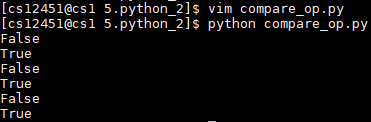 [cs12451@cs1 5.python_2]$ vim compare_op.py
[cs12451@cs1 5.python_2]$ python compare_op.py
False
True
False
True
False
True